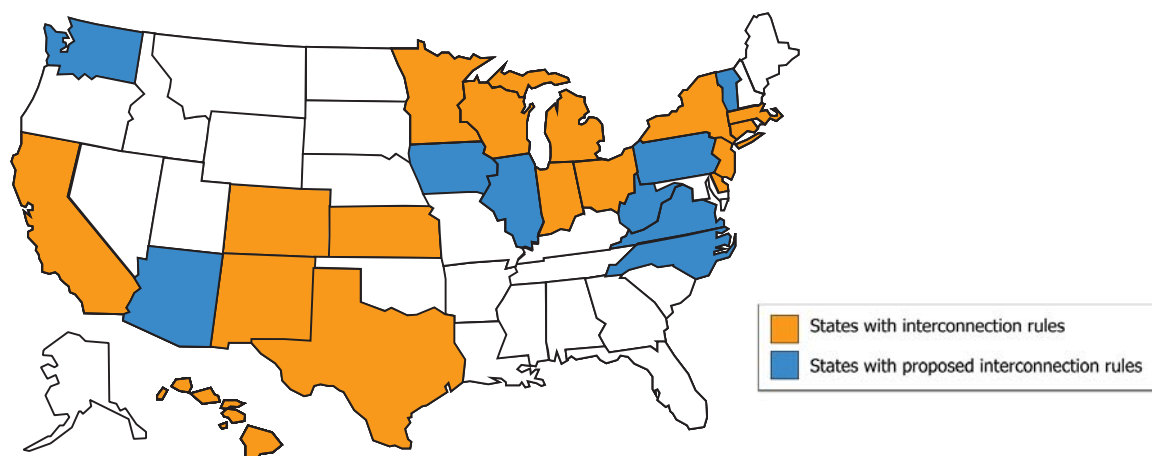 States with interconnection rules
States with proposed interconnection rules